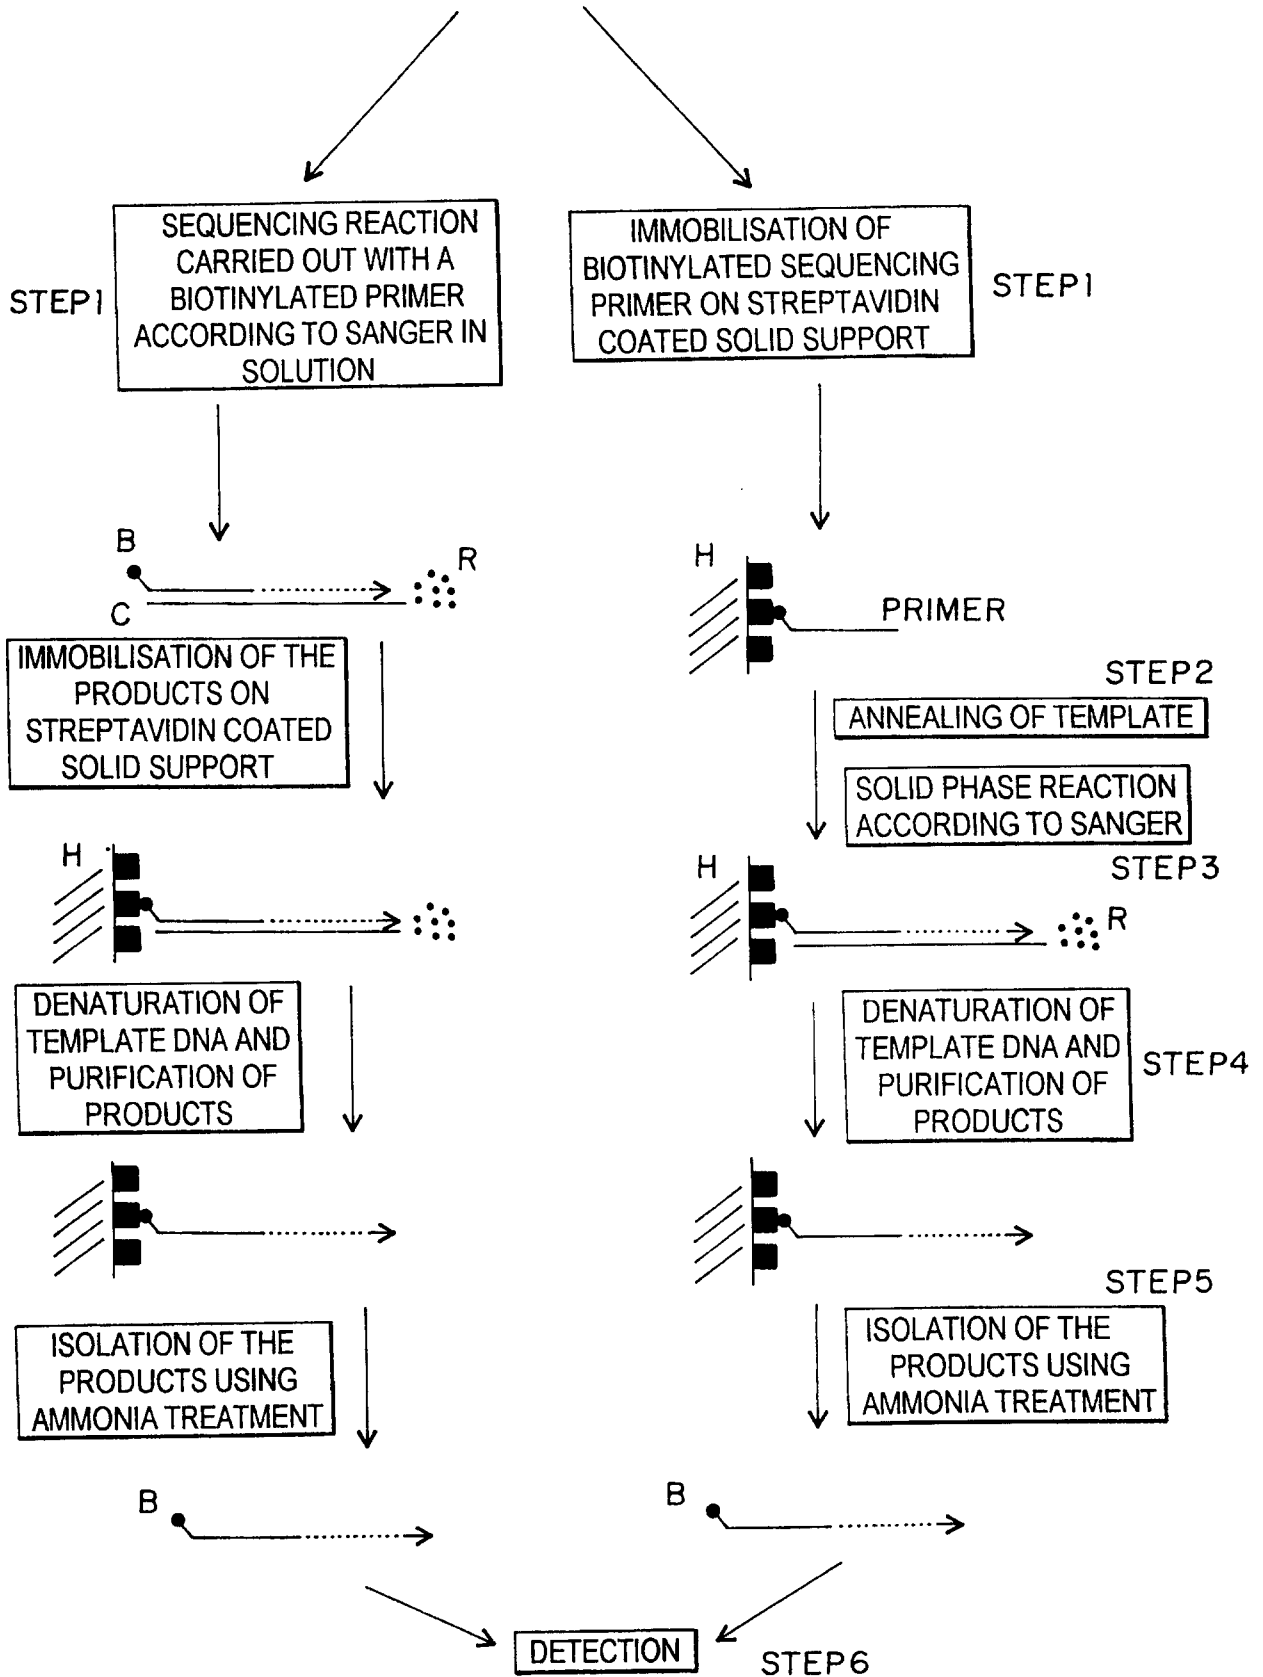 SEQUENCING REACTION
CARRIED OUT WITH A
BIOTINYLATED PRIMER
ACCORDING TO SANGER IN
SOLUTION
STEP1
IMMOBILISATION OF
BIOTINYLATED SEQUENCING
PRIMER ON STREPTAVIDIN
COATED SOLID SUPPORT
STEP1
B
R
C
H
PRIMER
IMMOBILISATION OF THE
PRODUCTS ON
STREPTAVIDIN COATED
SOLID SUPPORT
STEP2
ANNEALING OF TEMPLATE
SOLID PHASE REACTION
ACCORDING TO SANGER
STEP3
H
H
R
DENATURATION OF
TEMPLATE DNA AND
PURIFICATION OF
PRODUCTS
DENATURATION OF
TEMPLATE DNA AND
PURIFICATION OF
PRODUCTS
STEP4
STEP5
ISOLATION OF THE
PRODUCTS USING
AMMONIA TREATMENT
ISOLATION OF THE
PRODUCTS USING
AMMONIA TREATMENT
B
B
DETECTION
STEP6